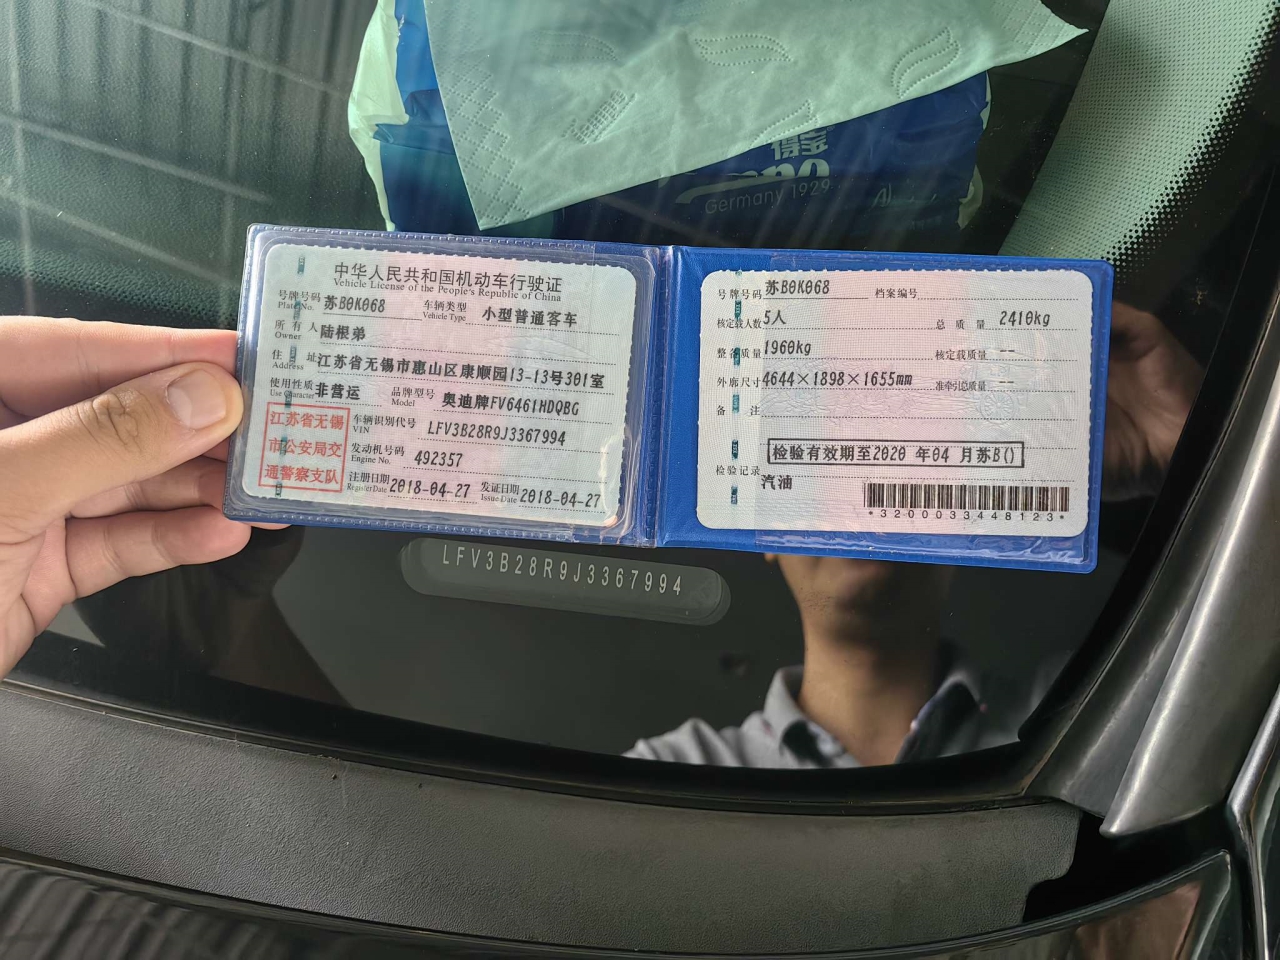 得宝
Germany 1929
中华人民共和国机动车行驶证
Vehicle License of the People's Republic of China
号牌号码 苏B0K068 车辆类型 小型普通客车
Plate No. Vehicle Type
所有人 陆根弟
Owner
住址 江苏省无锡市惠山区康顺园13-13号301室
Address
使用性质 非营运 品牌型号 奥迪牌FV6461HDQBG
Use Character Model
江苏省无锡
市公安局交
通警察支队
车辆识别代号 LFV3B28R9J3367994
VIN
发动机号码 492357
Engine No.
注册日期 2018-04-27 发证日期 2018-04-27
Register Date Issue Date
号牌号码 苏B0K068 档案编号
核定载人数 5人 总质量 2410kg
整备质量 1960kg 核定载质量 --
外廓尺寸 4644×1898×1655mm 准牵引总质量 --
备注
检验有效期至2020 年04 月苏B()
检验记录
汽油
*3200033448123*
LFV3B28R9J3367994